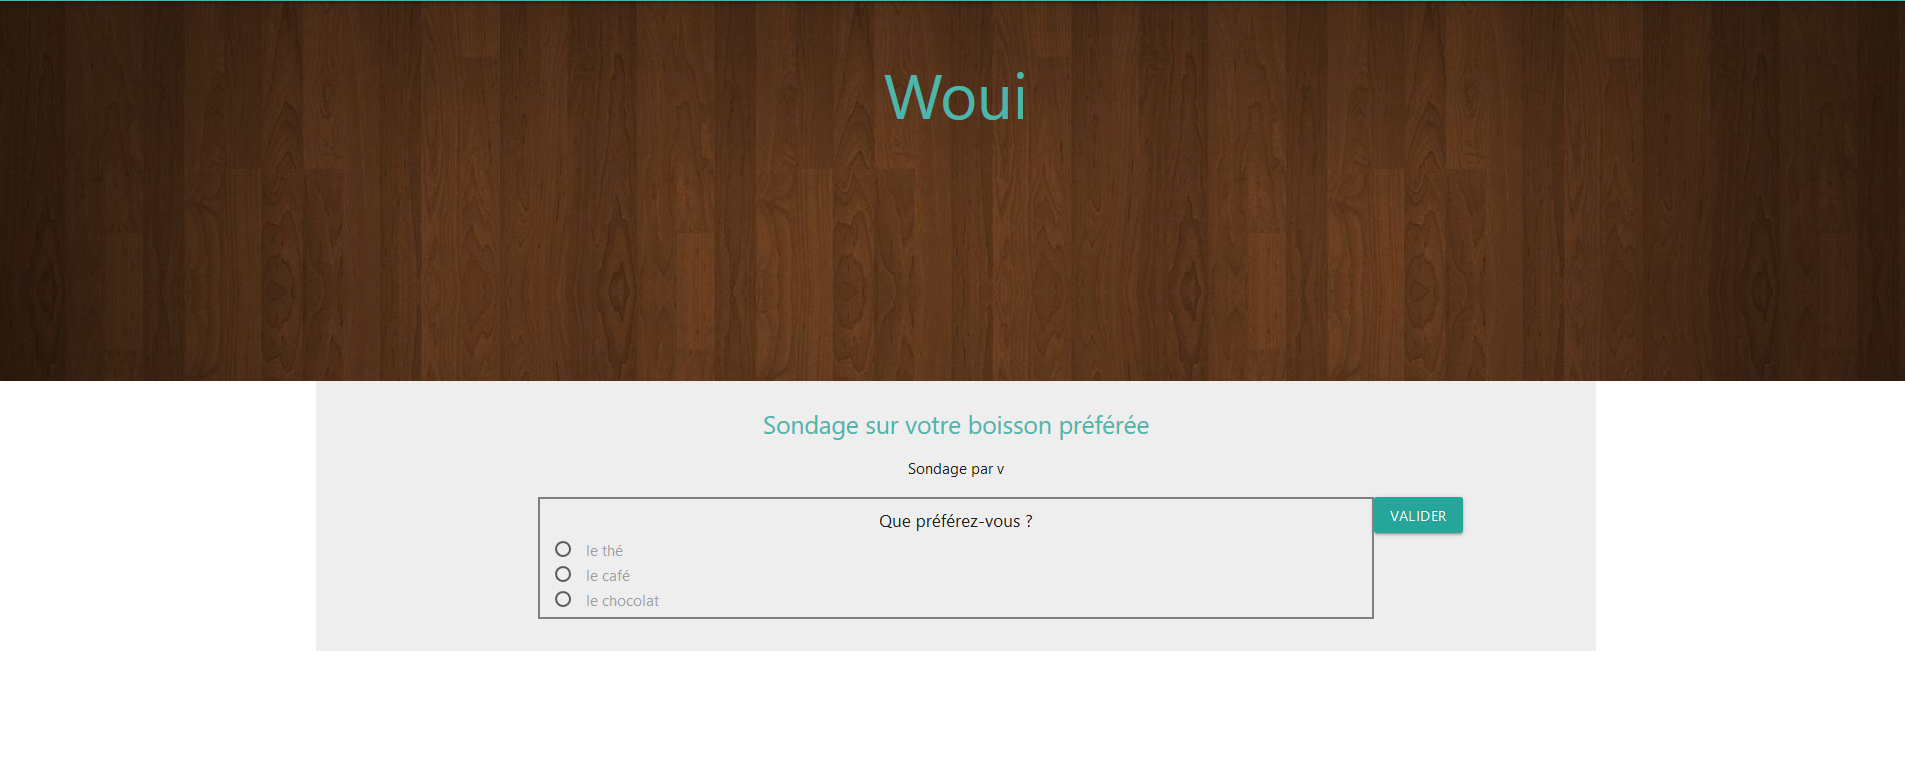 Woui
Sondage sur votre boisson préférée
Sondage par v
Que préférez-vous ?
VALIDER
le thé
le café
le chocolat